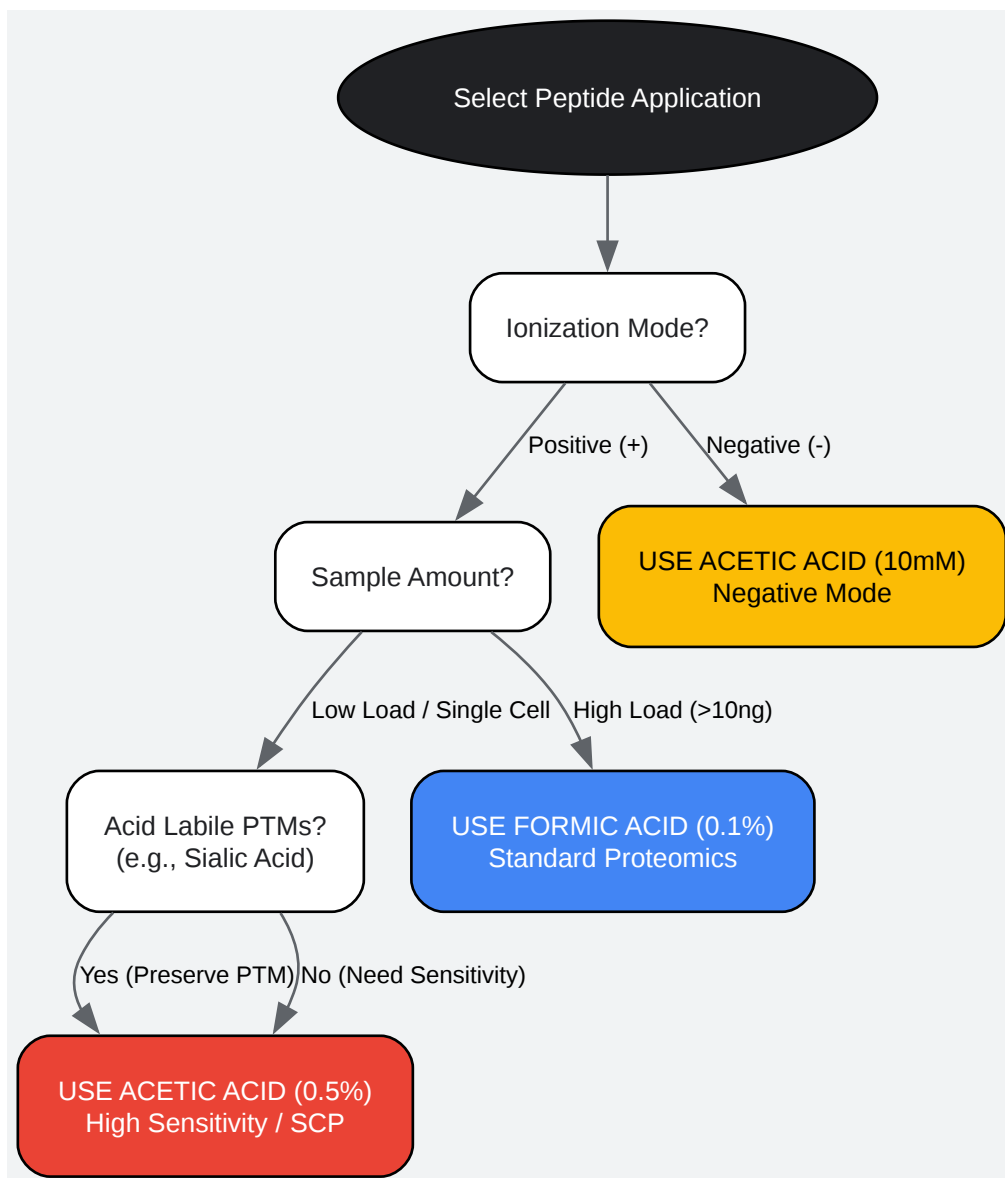 Select Peptide Application
Ionization Mode?
Positive (+)
Negative (-)
Sample Amount?
USE ACETIC ACID (10mM)
Negative Mode
Low Load / Single Cell
High Load (>10ng)
Acid Labile PTMs?
(e.g., Sialic Acid)
USE FORMIC ACID (0.1%)
Standard Proteomics
Yes (Preserve PTM)
No (Need Sensitivity)
USE ACETIC ACID (0.5%)
High Sensitivity / SCP